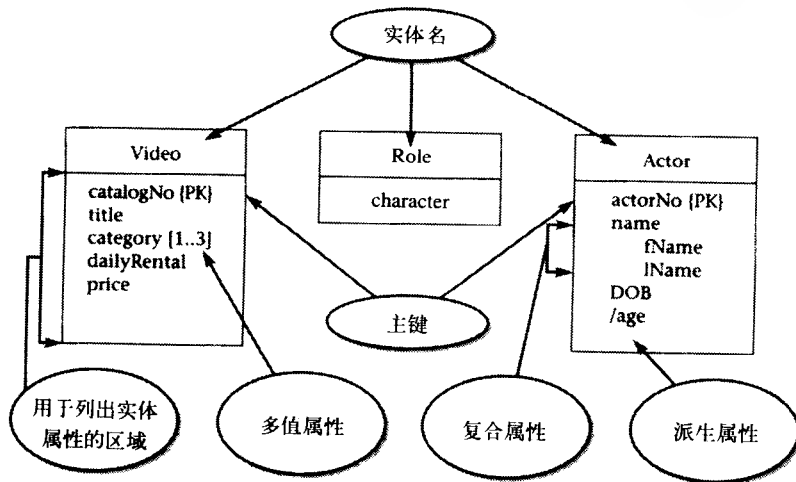 实体名
Video
catalogNo {PK}
title
category [1..3]
dailyRental
price
Role
character
Actor
actorNo {PK}
name
fName
lName
DOB
/age
主键
用于列出实体
属性的区域
多值属性
复合属性
派生属性